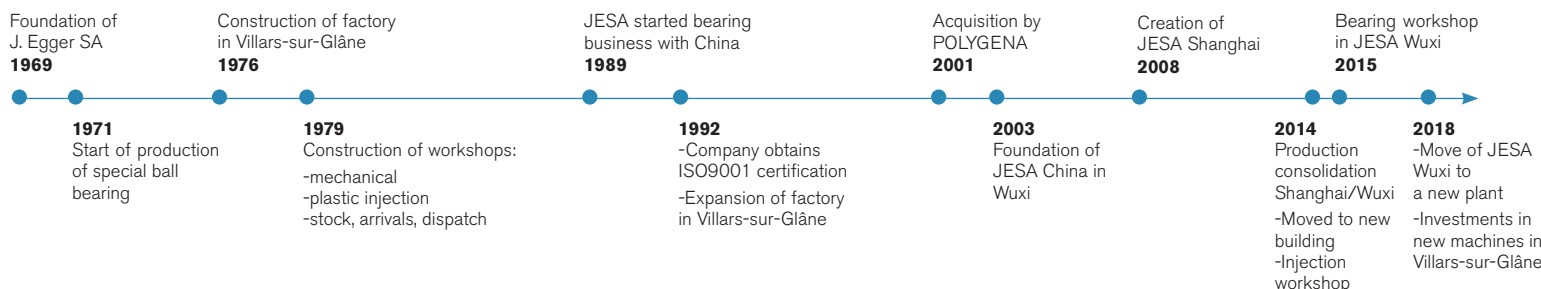 Foundation of
J. Egger SA
1969
1971
Start of production
of special ball
bearing
Construction of factory
in Villars-sur-Glâne
1976
1979
Construction of workshops:
-mechanical
-plastic injection
-stock, arrivals, dispatch
JESA started bearing
business with China
1989
1992
-Company obtains
ISO9001 certification
-Expansion of factory
in Villars-sur-Glâne
Acquisition by
POLYGENA
2001
2003
Foundation of
JESA China in
Wuxi
Creation of
JESA Shanghai
2008
2014
Production
consolidation
Shanghai/Wuxi
-Moved to new
building
-Injection
workshop
Bearing workshop
in JESA Wuxi
2015
2018
-Move of JESA
Wuxi to
a new plant
-Investments in
new machines in
Villars-sur-Glâne